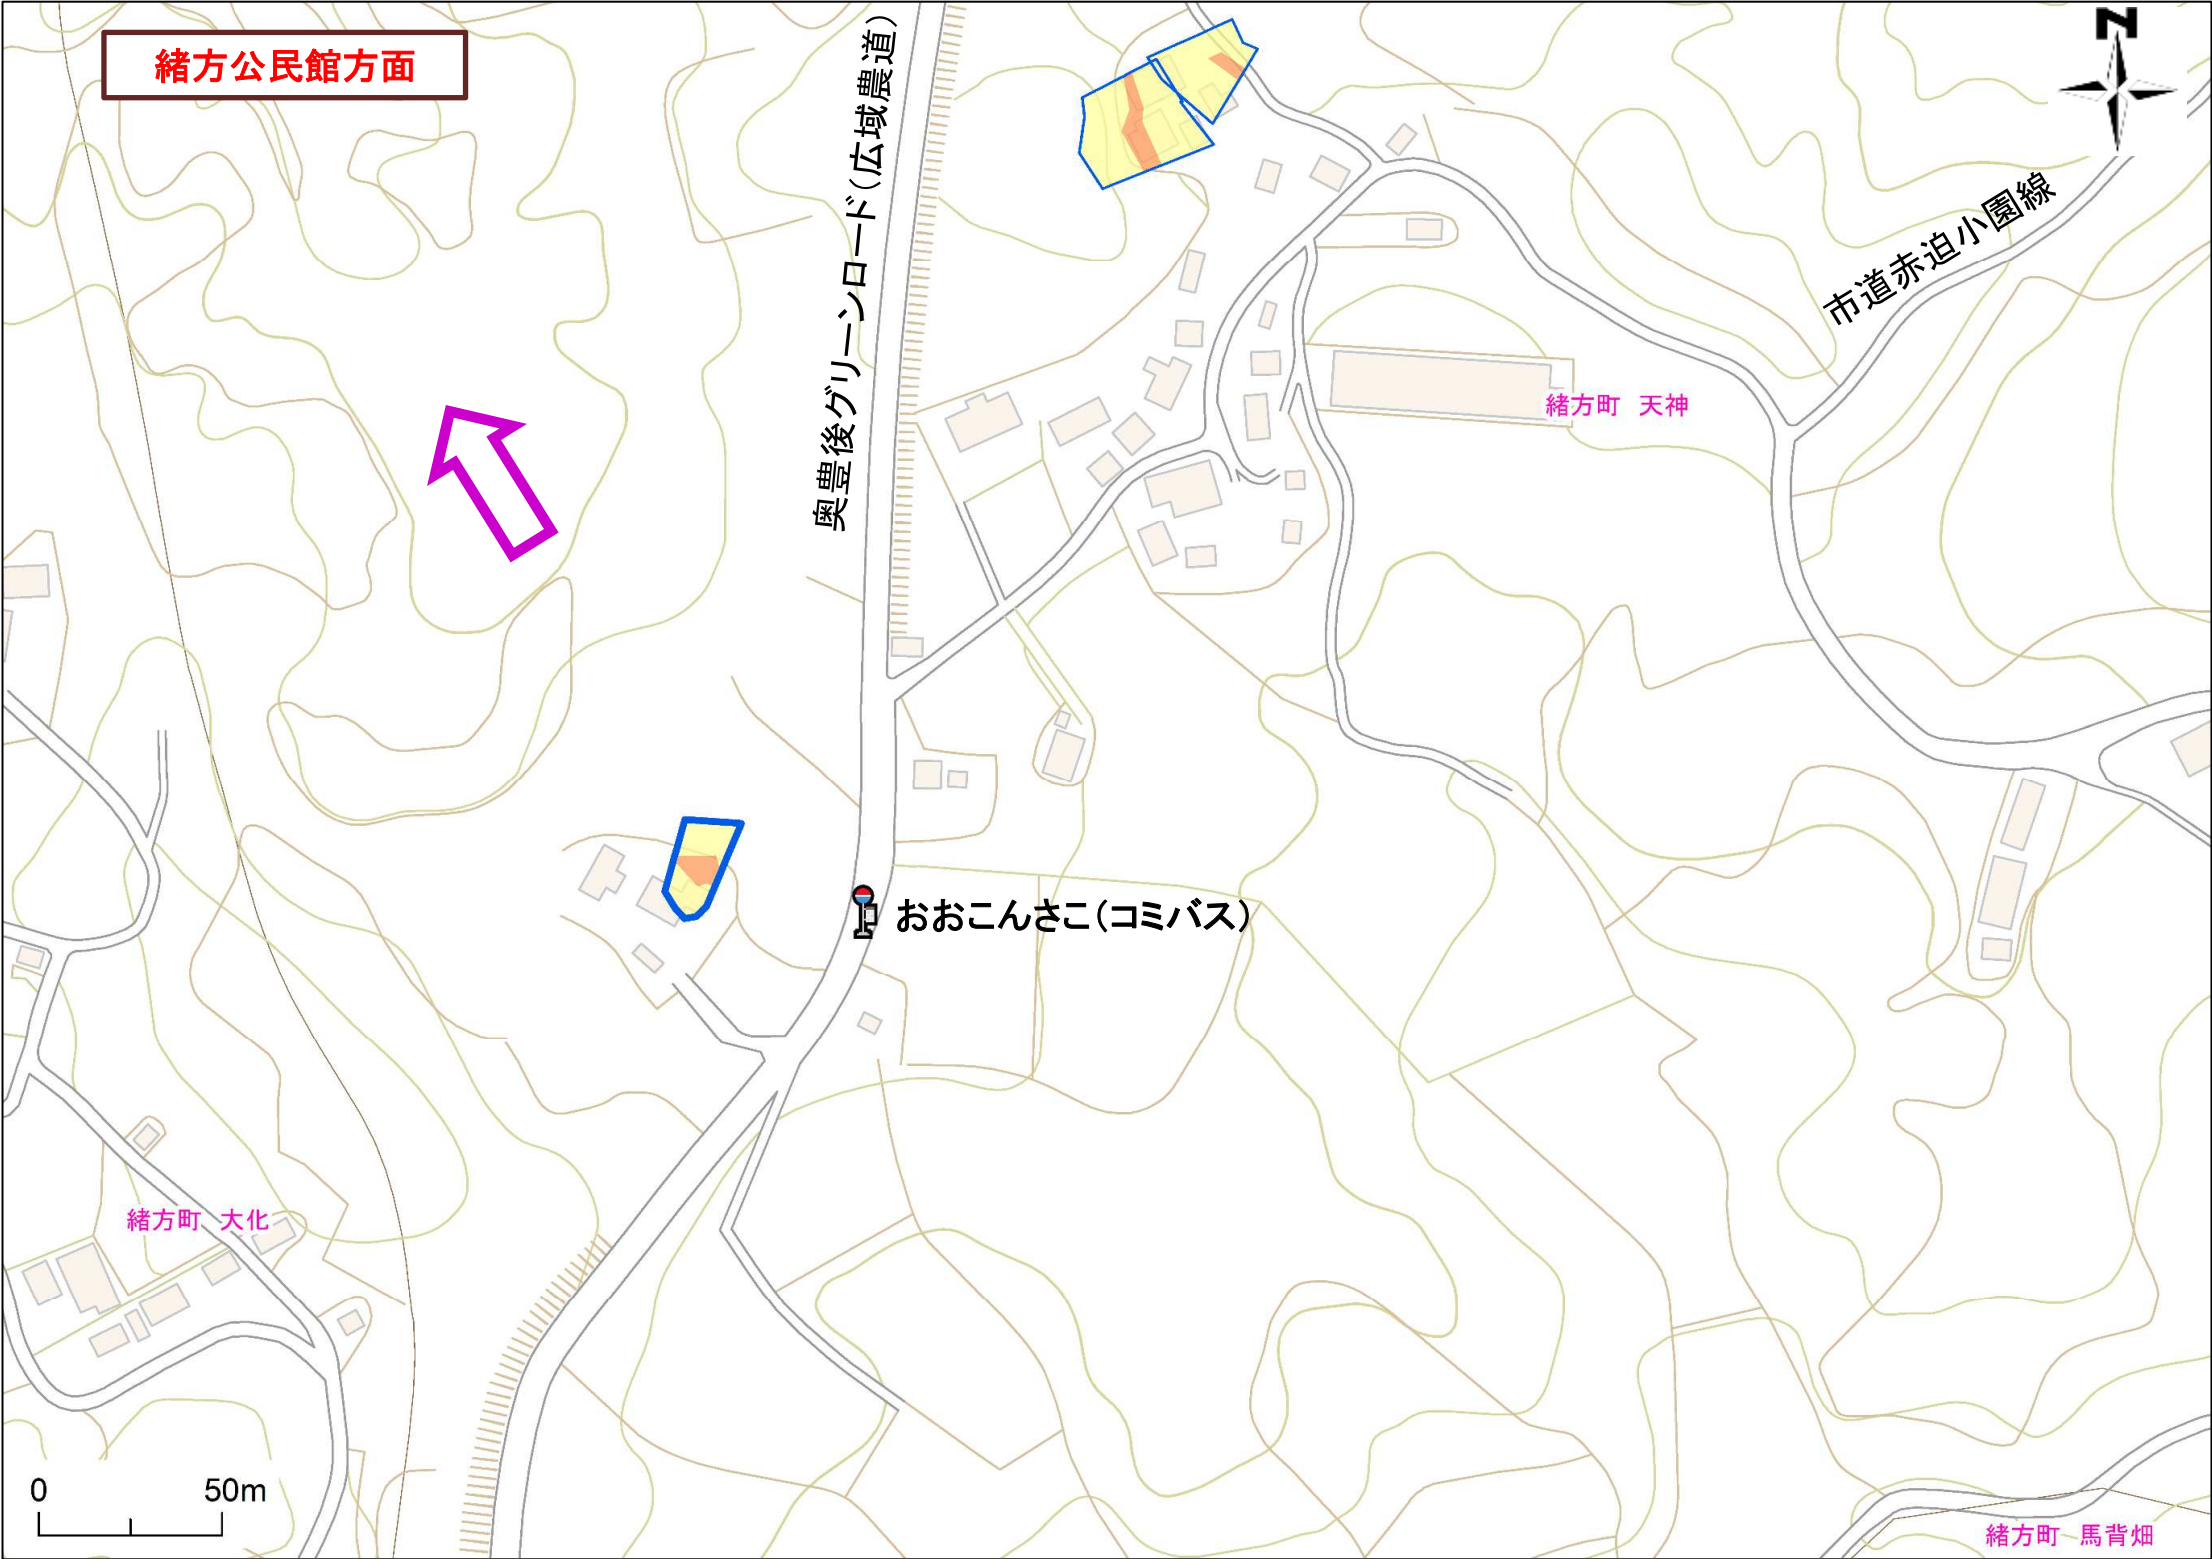 緒方公民館方面
N
奥豊後グリーンロード（広域農道）
市道赤迫小園線
緒方町　天神
おおこんさこ（コミバス）
緒方町　大化
0　50m
緒方町　馬背畑